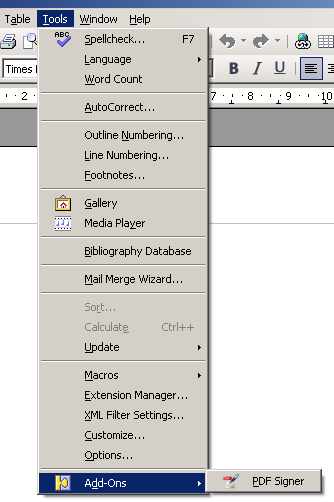 Table Tools Window Help
ABC
Spellcheck... F7
Language
Word Count
Times
B I U
2 7 8 9 10
AutoCorrect...
Outline Numbering...
Line Numbering...
Footnotes...
Gallery
Media Player
Bibliography Database
Mail Merge Wizard...
Sort...
Calculate Ctrl++
Update
Macros
Extension Manager...
XML Filter Settings...
Customize...
Options...
Add-Ons PDF Signer